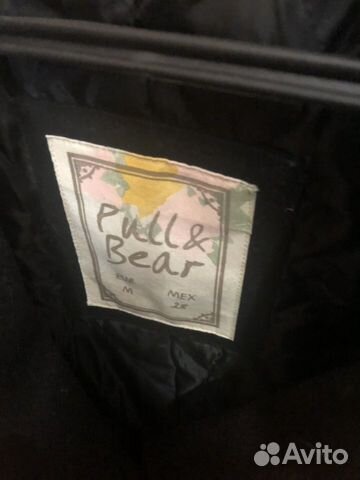 Pull&
Bear
EUR MEX
M 28
Avito